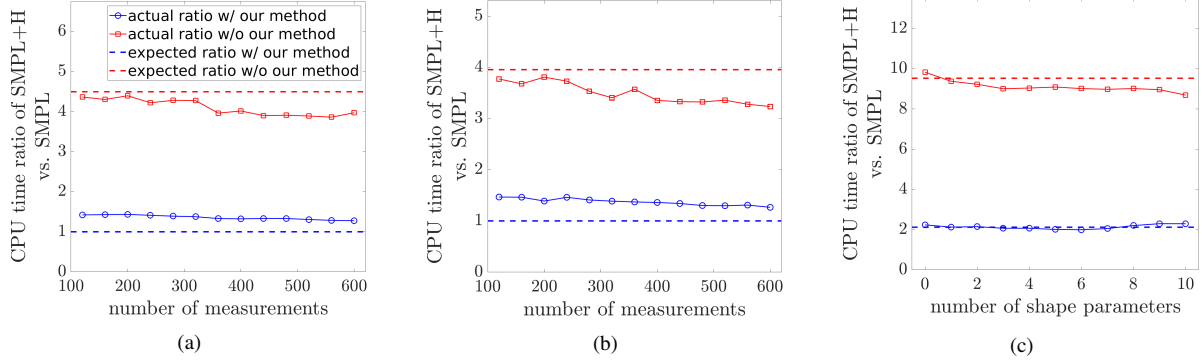 CPU time ratio of SMPL+H
vs. SMPL
6
5
4
3
2
1
0
100 200 300 400 500 600
number of measurements
actual ratio w/ our method
actual ratio w/o our method
expected ratio w/ our method
expected ratio w/o our method
(a)
CPU time ratio of SMPL+H
vs. SMPL
5
4
3
2
1
0
100 200 300 400 500 600
number of measurements
(b)
CPU time ratio of SMPL+H
vs. SMPL
12
10
8
6
4
2
0
0 2 4 6 8 10
number of shape parameters
(c)